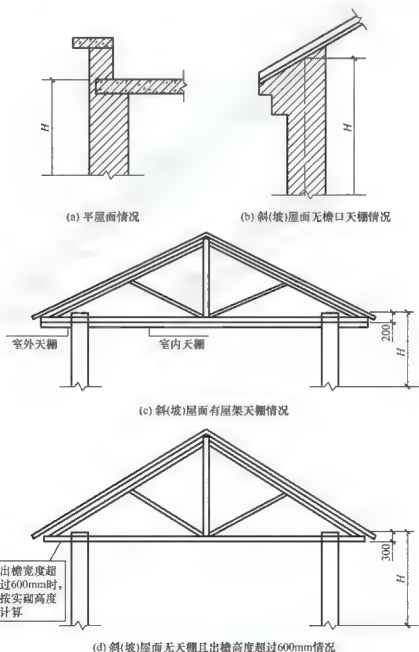 H
H
(a) 平屋面情况
(b) 斜(坡)屋面无檐口天棚情况
室外天棚
室内天棚
200
H
(c) 斜(坡)屋面有屋架天棚情况
出檐宽度超
过600mm时,
按实砌高度
计算
300
H
(d) 斜(坡)屋面无天棚且出檐高度超过600mm情况